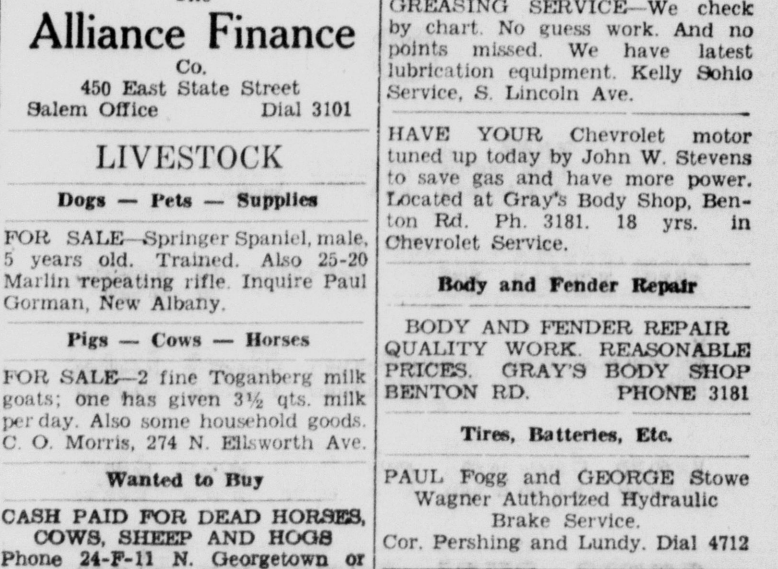 Alliance Finance
Co.
450 East State Street
Salem Office Dial 3101
LIVESTOCK
Dogs — Pets — Supplies
FOR SALE—Springer Spaniel, male,
5 years old. Trained. Also 25-20
Marlin repeating rifle. Inquire Paul
Gorman, New Albany.
Pigs — Cows — Horses
FOR SALE—2 fine Toganberg milk
goats; one has given 3½ qts. milk
per day. Also some household goods.
C. O. Morris, 274 N. Ellsworth Ave.
Wanted to Buy
CASH PAID FOR DEAD HORSES,
COWS, SHEEP AND HOGS
Phone 24-F-11 N. Georgetown or
GREASING SERVICE—We check
by chart. No guess work. And no
points missed. We have latest
lubrication equipment. Kelly Sohio
Service, S. Lincoln Ave.
HAVE YOUR Chevrolet motor
tuned up today by John W. Stevens
to save gas and have more power.
Located at Gray's Body Shop, Ben-
ton Rd. Ph. 3181. 18 yrs. in
Chevrolet Service.
Body and Fender Repair
BODY AND FENDER REPAIR
QUALITY WORK. REASONABLE
PRICES. GRAY'S BODY SHOP
BENTON RD. PHONE 3181
Tires, Batteries, Etc.
PAUL Fogg and GEORGE Stowe
Wagner Authorized Hydraulic
Brake Service.
Cor. Pershing and Lundy. Dial 4712